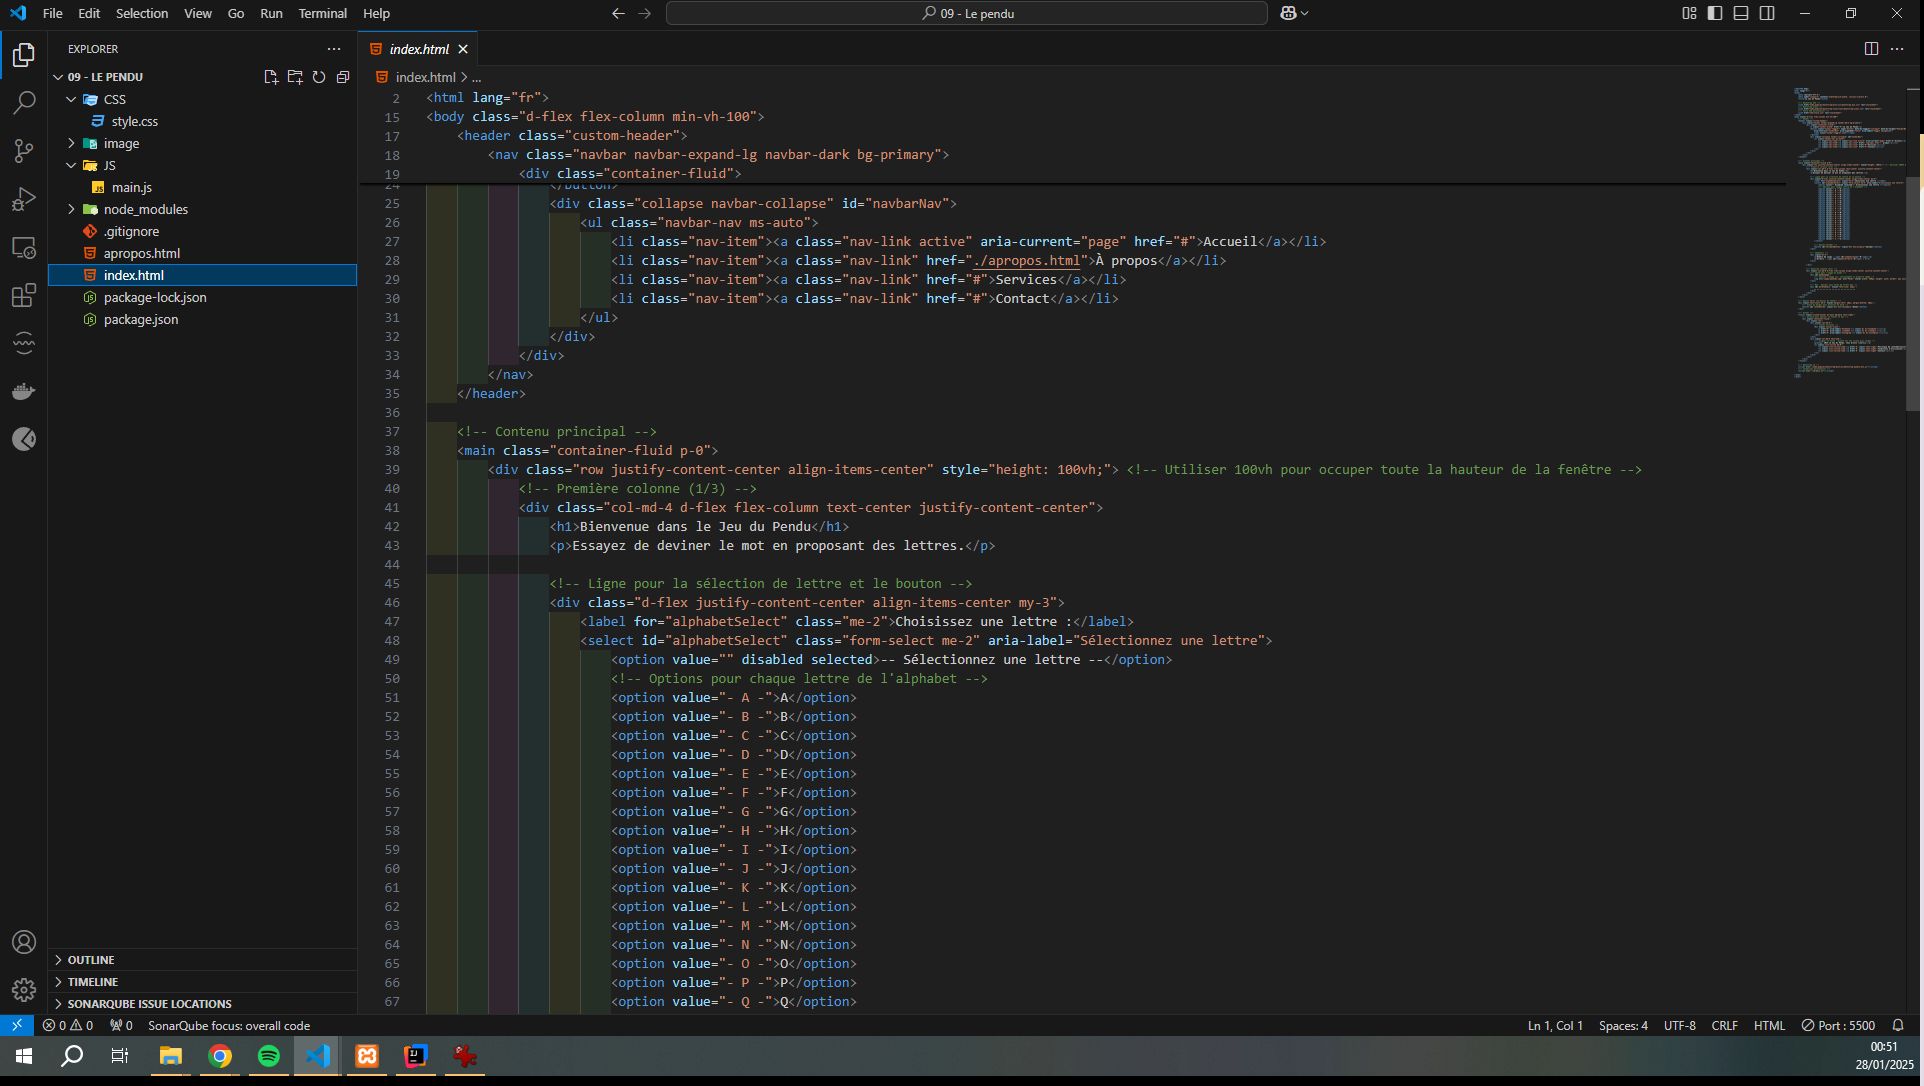 File Edit Selection View Go Run Terminal Help
09 - Le pendu
EXPLORER
09 - LE PENDU
CSS
style.css
image
JS
main.js
node_modules
.gitignore
apropos.html
index.html
package-lock.json
package.json
OUTLINE
TIMELINE
SONARQUBE ISSUE LOCATIONS
index.html
index.html > ...
2 <html lang="fr">
15 <body class="d-flex flex-column min-vh-100">
17 <header class="custom-header">
18 <nav class="navbar navbar-expand-lg navbar-dark bg-primary">
19 <div class="container-fluid">
24 </button>
25 <div class="collapse navbar-collapse" id="navbarNav">
26 <ul class="navbar-nav ms-auto">
27 <li class="nav-item"><a class="nav-link active" aria-current="page" href="#">Accueil</a></li>
28 <li class="nav-item"><a class="nav-link" href="./apropos.html">À propos</a></li>
29 <li class="nav-item"><a class="nav-link" href="#">Services</a></li>
30 <li class="nav-item"><a class="nav-link" href="#">Contact</a></li>
31 </ul>
32 </div>
33 </div>
34 </nav>
35 </header>
36
37 <!-- Contenu principal -->
38 <main class="container-fluid p-0">
39 <div class="row justify-content-center align-items-center" style="height: 100vh;"> <!-- Utiliser 100vh pour occuper toute la hauteur de la fenêtre -->
40 <!-- Première colonne (1/3) -->
41 <div class="col-md-4 d-flex flex-column text-center justify-content-center">
42 <h1>Bienvenue dans le Jeu du Pendu</h1>
43 <p>Essayez de deviner le mot en proposant des lettres.</p>
44
45 <!-- Ligne pour la sélection de lettre et le bouton -->
46 <div class="d-flex justify-content-center align-items-center my-3">
47 <label for="alphabetSelect" class="me-2">Choisissez une lettre :</label>
48 <select id="alphabetSelect" class="form-select me-2" aria-label="Sélectionnez une lettre">
49 <option value="" disabled selected>-- Sélectionnez une lettre --</option>
50 <!-- Options pour chaque lettre de l'alphabet -->
51 <option value="- A -">A</option>
52 <option value="- B -">B</option>
53 <option value="- C -">C</option>
54 <option value="- D -">D</option>
55 <option value="- E -">E</option>
56 <option value="- F -">F</option>
57 <option value="- G -">G</option>
58 <option value="- H -">H</option>
59 <option value="- I -">I</option>
60 <option value="- J -">J</option>
61 <option value="- K -">K</option>
62 <option value="- L -">L</option>
63 <option value="- M -">M</option>
64 <option value="- N -">N</option>
65 <option value="- O -">O</option>
66 <option value="- P -">P</option>
67 <option value="- Q -">Q</option>
0 0 0 SonarQube focus: overall code
Ln 1, Col 1 Spaces: 4 UTF-8 CRLF HTML Port : 5500
00:51
28/01/2025